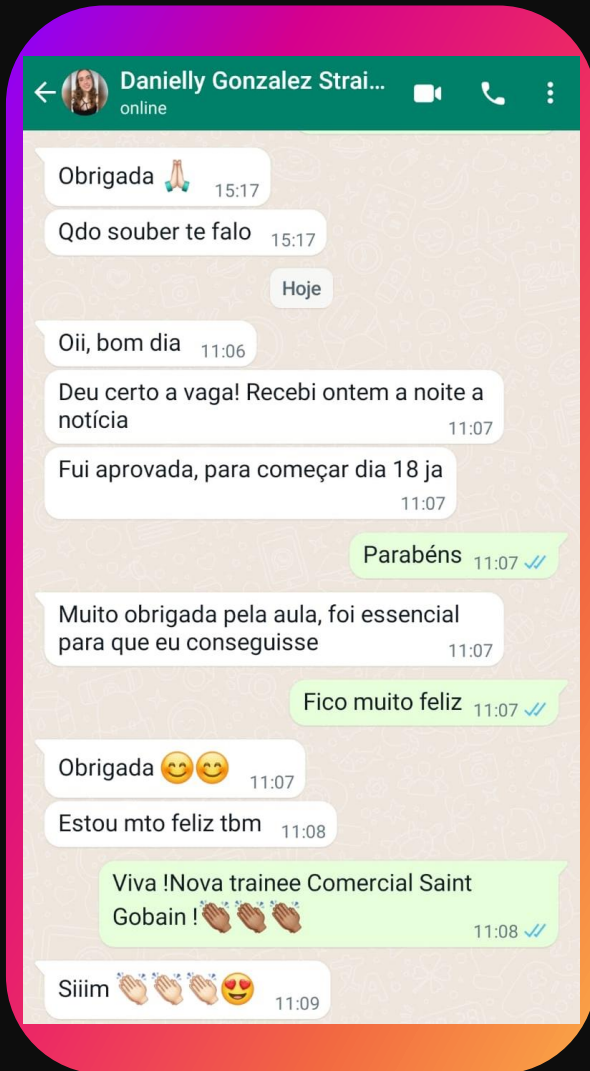 Danielly Gonzalez Strai...
online
Obrigada 🙏🏻 15:17
Qdo souber te falo 15:17
Hoje
Oii, bom dia 11:06
Deu certo a vaga! Recebi ontem a noite a
notícia 11:07
Fui aprovada, para começar dia 18 ja
11:07
Parabéns 11:07
Muito obrigada pela aula, foi essencial
para que eu conseguisse 11:07
Fico muito feliz 11:07
Obrigada 😊😊 11:07
Estou mto feliz tbm 11:08
Viva !Nova trainee Comercial Saint
Gobain !👏🏾👏🏾👏🏾 11:08
Siiim 👏🏻👏🏻👏🏻😍 11:09